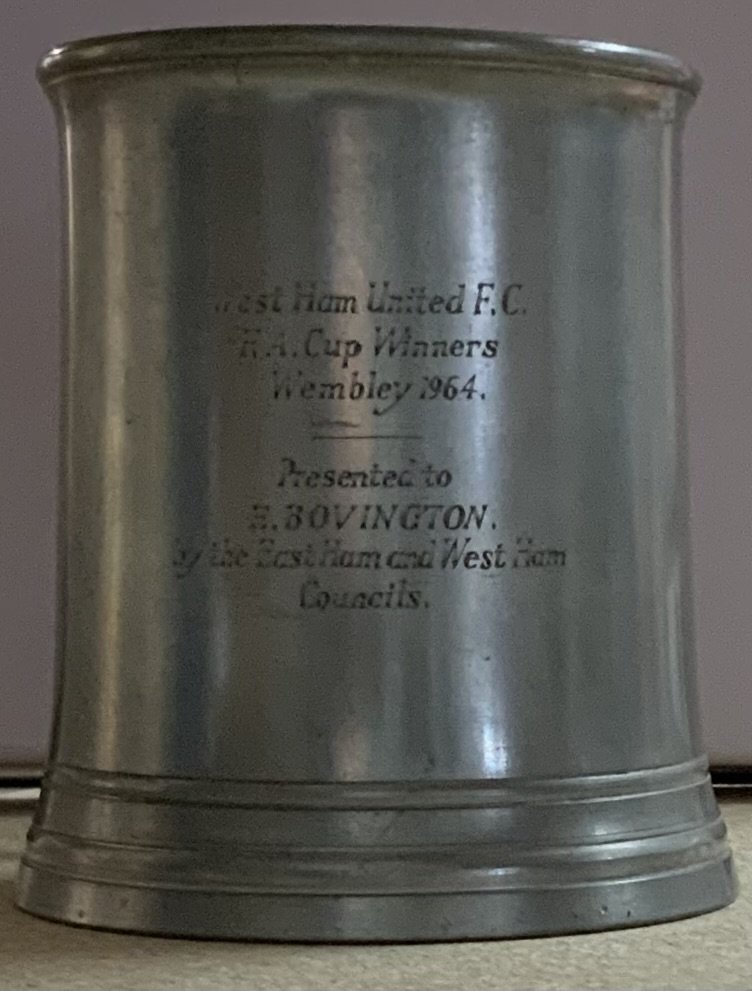 West Ham United F.C.
F.A. Cup Winners
Wembley 1964.
Presented to
E. BOVINGTON.
by the East Ham and West Ham
Councils.